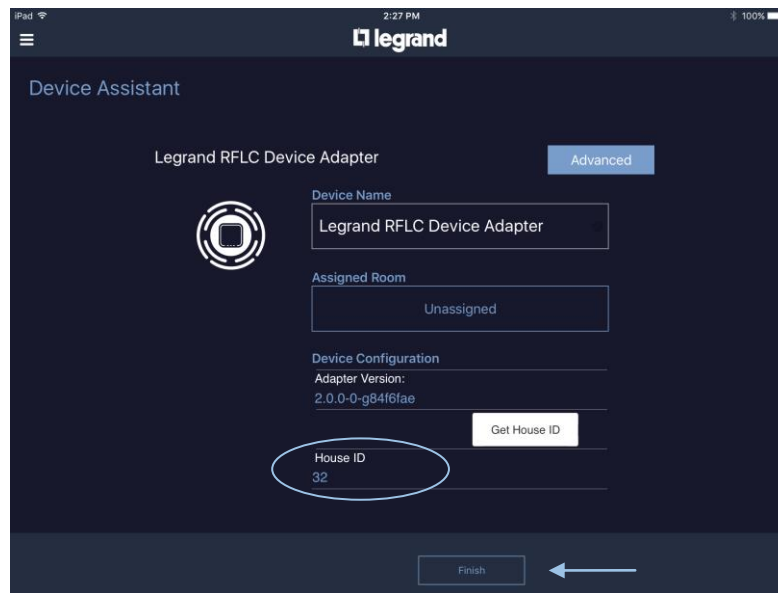 iPad
2:27 PM
100%
legrand
Device Assistant
Legrand RFLC Device Adapter
Advanced
Device Name
Legrand RFLC Device Adapter
Assigned Room
Unassigned
Device Configuration
Adapter Version:
2.0.0-0-g84f6fae
Get House ID
House ID
32
Finish